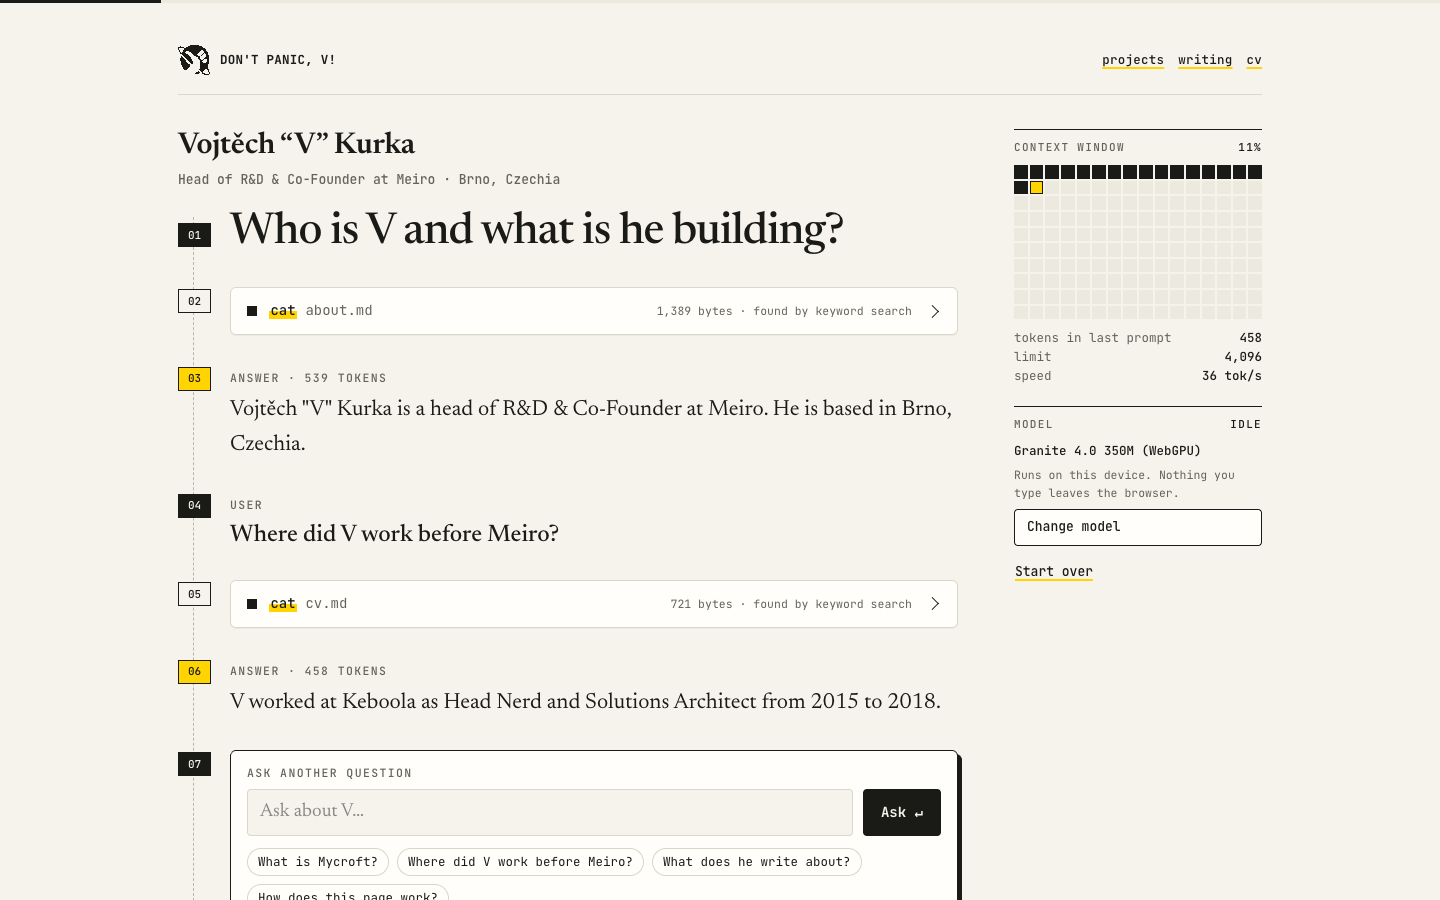 DON'T PANIC, V!
projects writing cv
Vojtěch “V” Kurka
Head of R&D & Co-Founder at Meiro · Brno, Czechia
01
Who is V and what is he building?
02
cat about.md
1,389 bytes · found by keyword search
03
ANSWER · 539 TOKENS
Vojtěch "V" Kurka is a head of R&D & Co-Founder at Meiro. He is based in Brno,
Czechia.
04
USER
Where did V work before Meiro?
05
cat cv.md
721 bytes · found by keyword search
06
ANSWER · 458 TOKENS
V worked at Keboola as Head Nerd and Solutions Architect from 2015 to 2018.
07
ASK ANOTHER QUESTION
Ask about V...
Ask ↵
What is Mycroft?
Where did V work before Meiro?
What does he write about?
How does this page work?
CONTEXT WINDOW 11%
tokens in last prompt 458
limit 4,096
speed 36 tok/s
MODEL IDLE
Granite 4.0 350M (WebGPU)
Runs on this device. Nothing you
type leaves the browser.
Change model
Start over